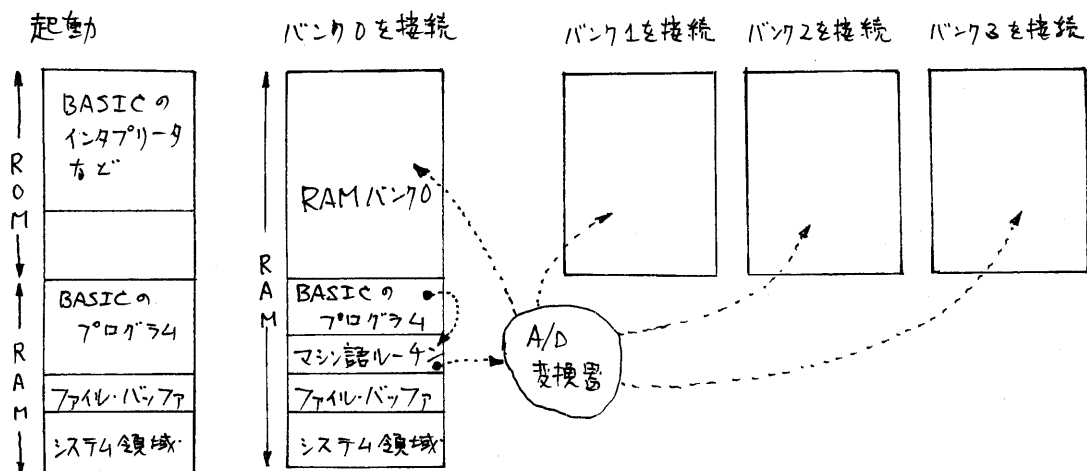 起動
BASICの
インタプリータ
など
ROM
BASICの
プログラム
RAM
ファイル・バッファ
システム領域
バンク0を接続
RAMバンク0
RAM
BASICの
プログラム
マシン語ルーチン
ファイル・バッファ
システム領域
A/D
変換置
バンク1を接続
バンク2を接続
バンク3を接続